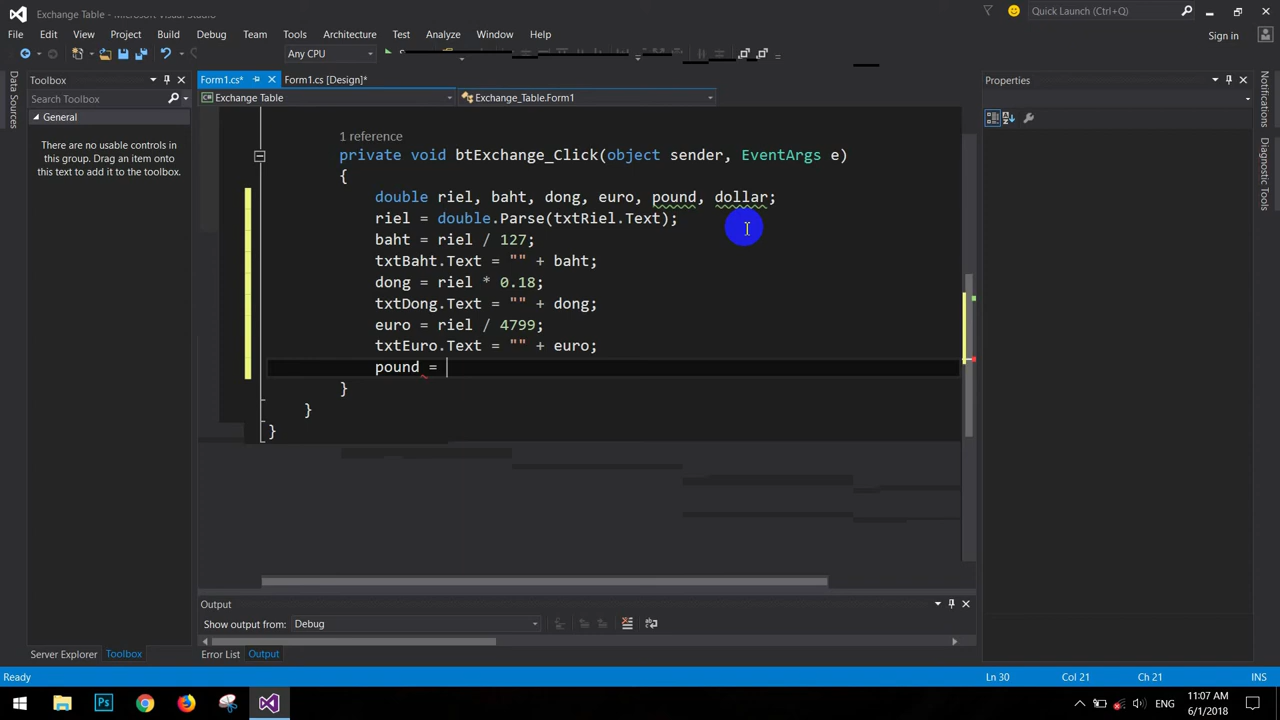 Exchange Table - Microsoft Visual Studio
Quick Launch (Ctrl+Q)
File Edit View Project Build Debug Team Tools Architecture Test Analyze Window Help
Sign in
Any CPU
Data Sources
Toolbox
Search Toolbox
General
There are no usable controls in
this group. Drag an item onto
this text to add it to the toolbox.
Form1.cs* Form1.cs [Design]*
Exchange Table Exchange_Table.Form1
1 reference
private void btExchange_Click(object sender, EventArgs e)
{
double riel, baht, dong, euro, pound, dollar;
riel = double.Parse(txtRiel.Text);
baht = riel / 127;
txtBaht.Text = "" + baht;
dong = riel * 0.18;
txtDong.Text = "" + dong;
euro = riel / 4799;
txtEuro.Text = "" + euro;
pound =
}
}
}
Properties
Notifications
Diagnostic Tools
Output
Show output from: Debug
Server Explorer Toolbox
Error List Output
Ready
Ln 30 Col 21 Ch 21 INS
Ps
ENG
11:07 AM
6/1/2018